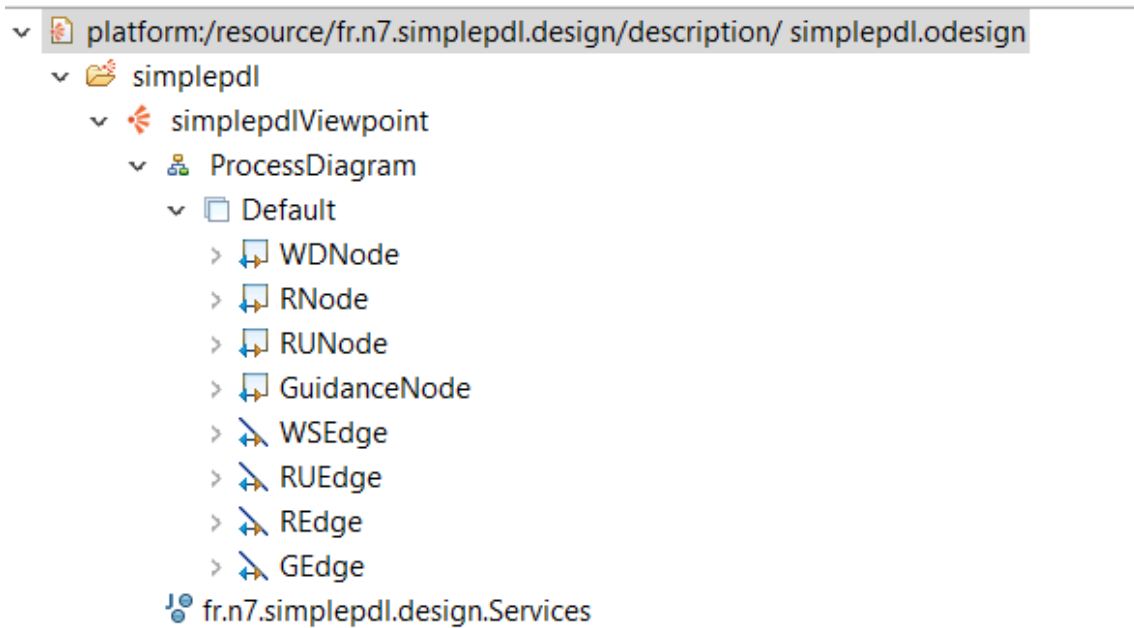 platform:/resource/fr.n7.simplepdl.design/description/ simplepdl.odesign
simplepdl
simplepdlViewpoint
ProcessDiagram
Default
WDNode
RNode
RUNode
GuidanceNode
WSEdge
RUEdge
REdge
GEdge
fr.n7.simplepdl.design.Services